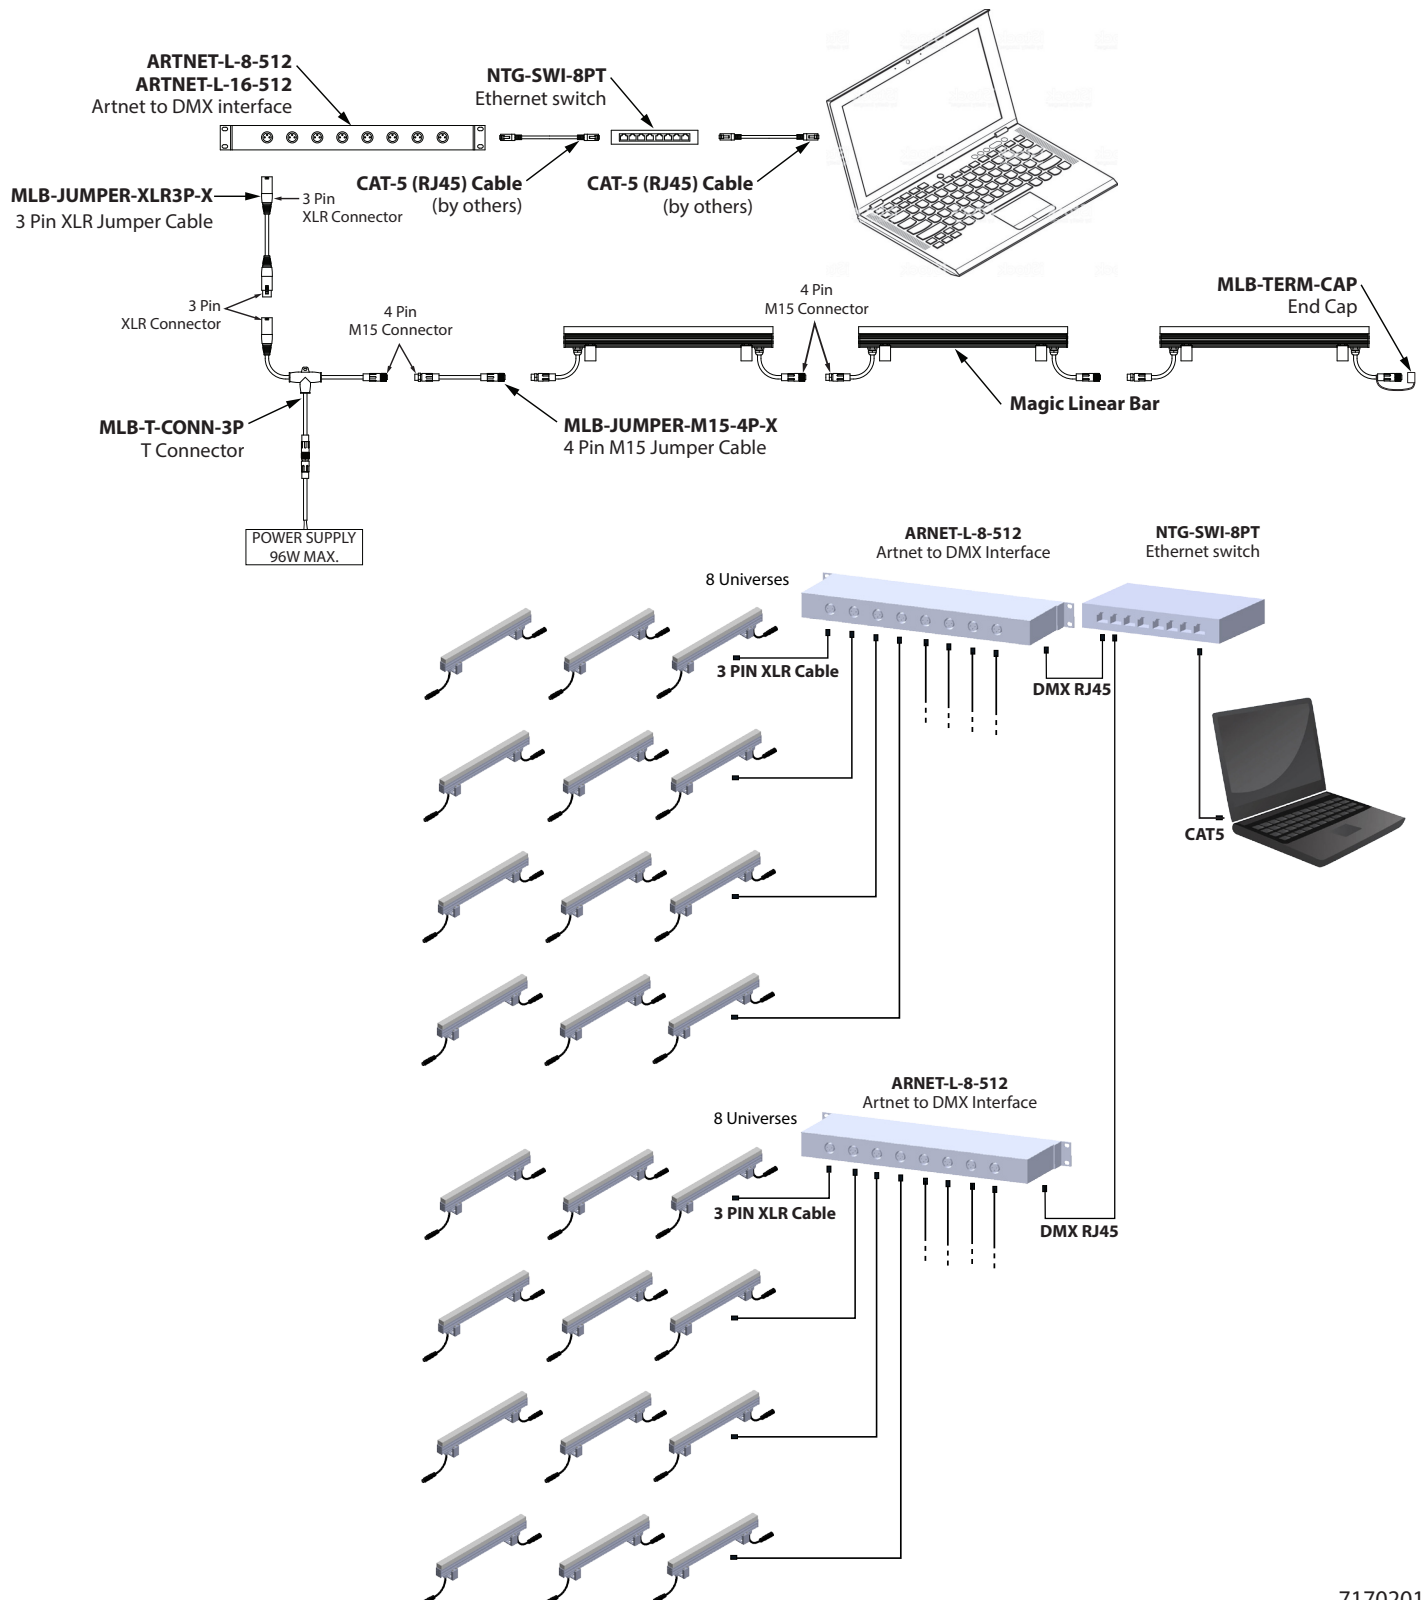 ARTNET-L-8-512
ARTNET-L-16-512
Artnet to DMX interface
NTG-SWI-8PT
Ethernet switch
CAT-5 (RJ45) Cable
(by others)
CAT-5 (RJ45) Cable
(by others)
MLB-JUMPER-XLR3P-X
3 Pin XLR Jumper Cable
3 Pin
XLR Connector
3 Pin
XLR Connector
4 Pin
M15 Connector
4 Pin
M15 Connector
MLB-TERM-CAP
End Cap
MLB-T-CONN-3P
T Connector
MLB-JUMPER-M15-4P-X
4 Pin M15 Jumper Cable
Magic Linear Bar
POWER SUPPLY
96W MAX.
ARNET-L-8-512
Artnet to DMX Interface
NTG-SWI-8PT
Ethernet switch
8 Universes
3 PIN XLR Cable
DMX RJ45
CAT5
ARNET-L-8-512
Artnet to DMX Interface
8 Universes
3 PIN XLR Cable
DMX RJ45
7170201